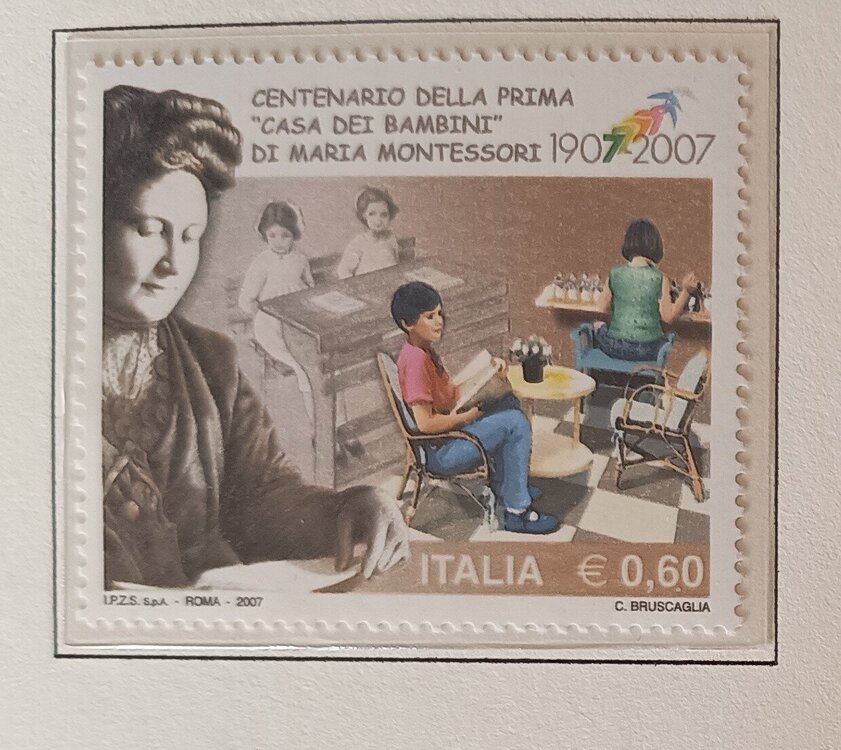 CENTENARIO DELLA PRIMA
"CASA DEI BAMBINI"
DI MARIA MONTESSORI 1907-2007
ITALIA € 0,60
I.P.Z.S. S.p.A. - ROMA - 2007
C. BRUSCAGLIA